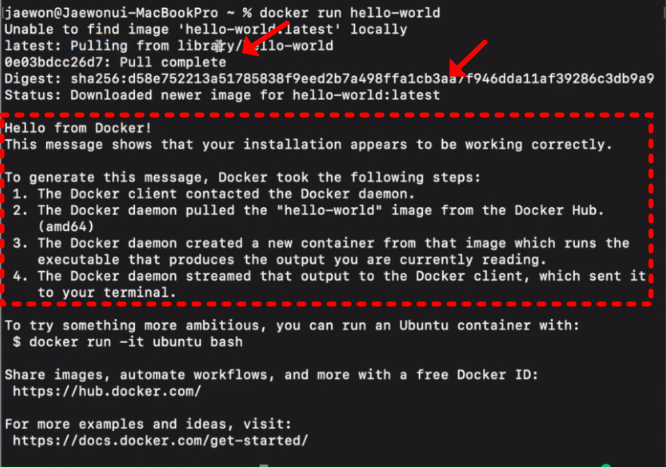 jaewon@Jaewonui-MacBookPro ~ % docker run hello-world
Unable to find image 'hello-world:latest' locally
latest: Pulling from library/hello-world
0e03bdcc26d7: Pull complete
Digest: sha256:d58e752213a51785838f9eed2b7a498ffa1cb3aa7f946dda11af39286c3db9a9
Status: Downloaded newer image for hello-world:latest
Hello from Docker!
This message shows that your installation appears to be working correctly.
To generate this message, Docker took the following steps:
1. The Docker client contacted the Docker daemon.
2. The Docker daemon pulled the "hello-world" image from the Docker Hub.
(amd64)
3. The Docker daemon created a new container from that image which runs the
executable that produces the output you are currently reading.
4. The Docker daemon streamed that output to the Docker client, which sent it
to your terminal.
To try something more ambitious, you can run an Ubuntu container with:
$ docker run -it ubuntu bash
Share images, automate workflows, and more with a free Docker ID:
https://hub.docker.com/
For more examples and ideas, visit:
https://docs.docker.com/get-started/